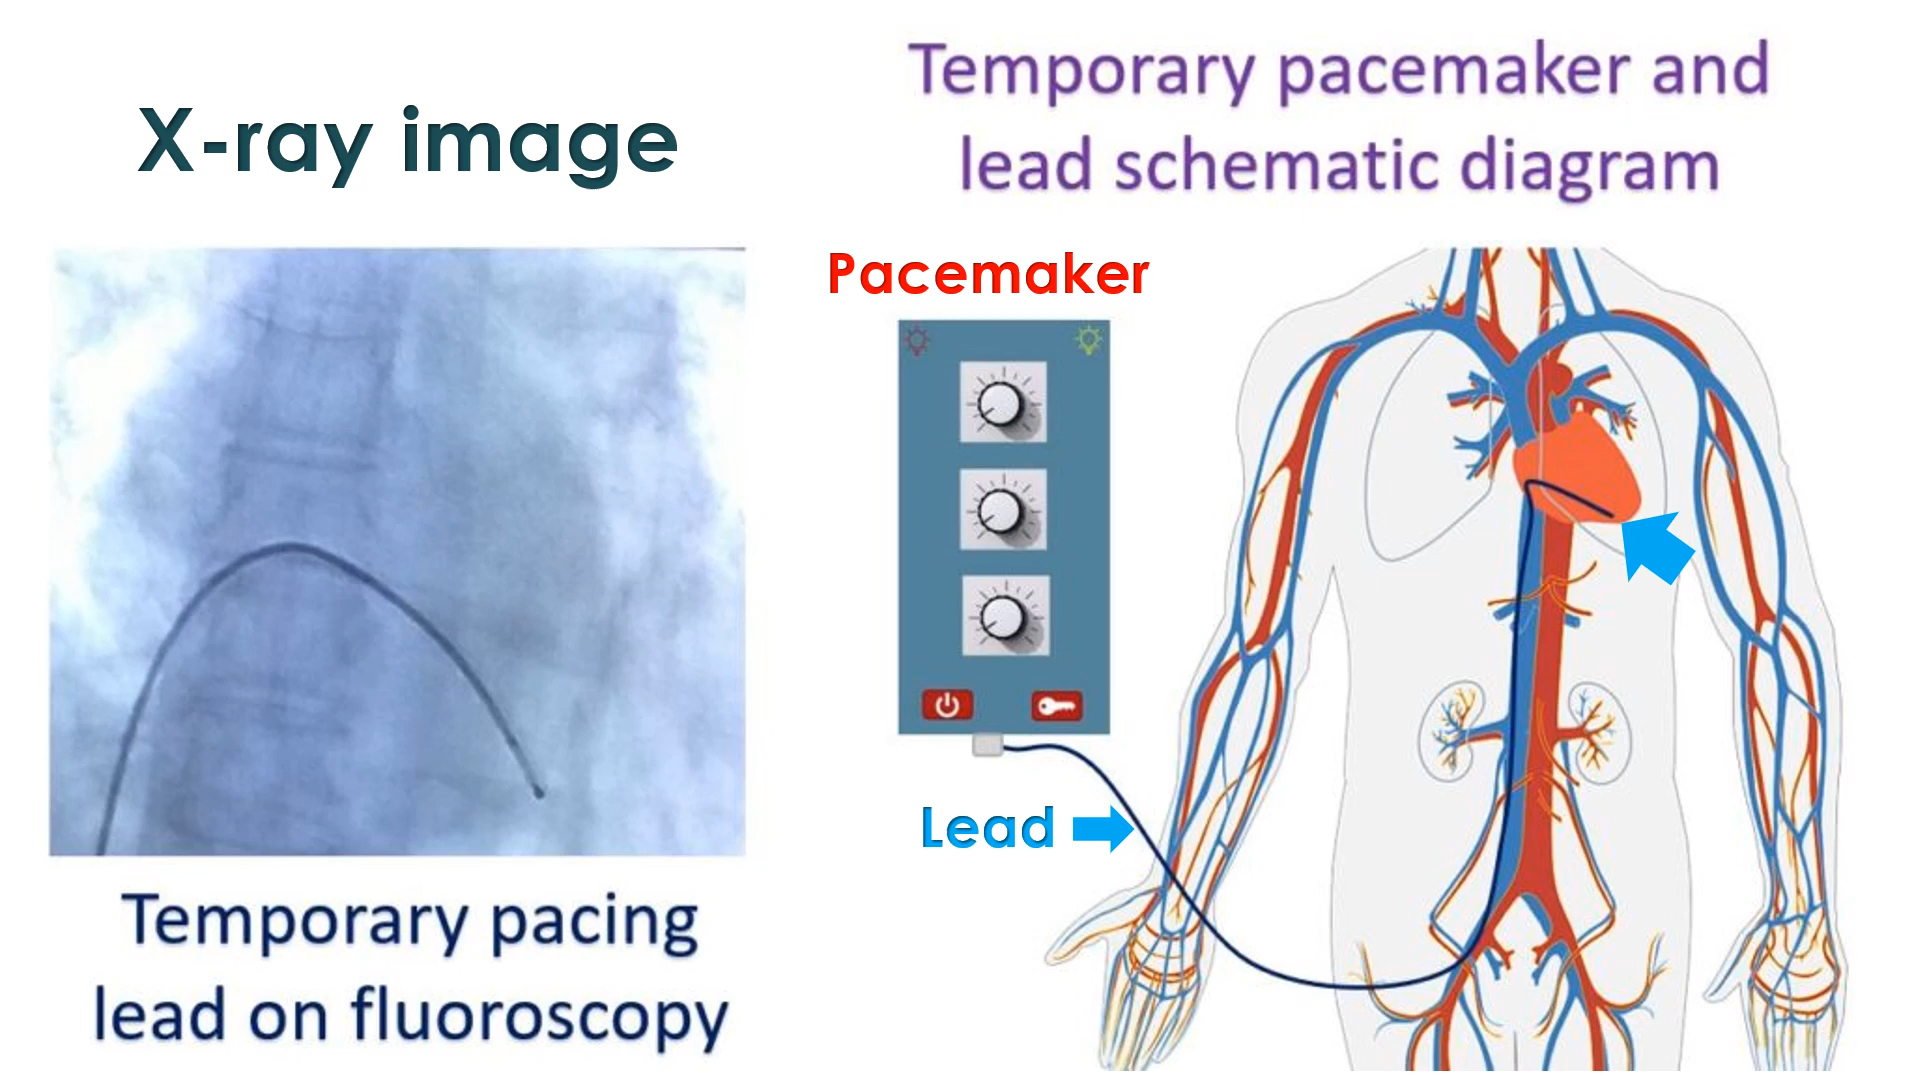 X-ray image
Temporary pacing
lead on fluoroscopy
Temporary pacemaker and
lead schematic diagram
Pacemaker
Lead